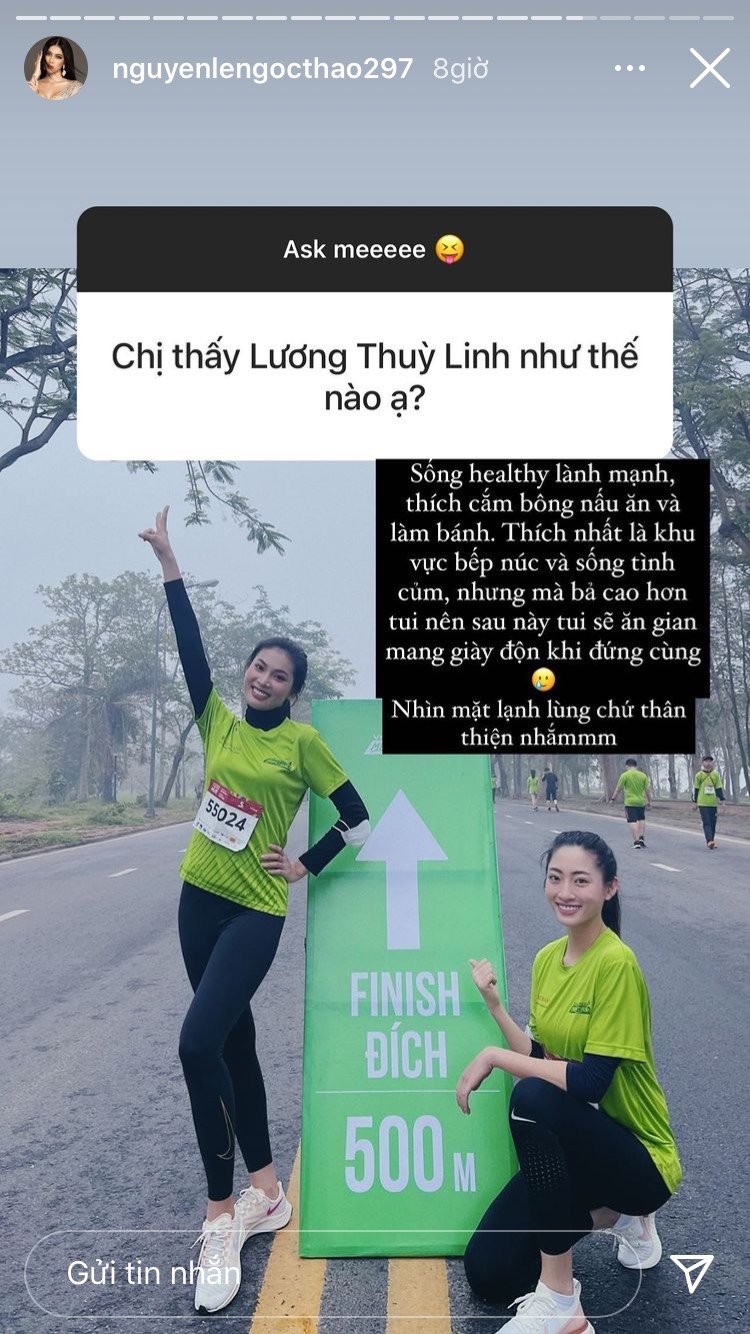 nguyenlengocthao297 8giờ
Ask meeeee 😝
Chị thấy Lương Thuỳ Linh như thế
nào ạ?
Sống healthy lành mạnh,
thích cắm bông nấu ăn và
làm bánh. Thích nhất là khu
vực bếp núc và sống tình
củm, nhưng mà bả cao hơn
tui nên sau này tui sẽ ăn gian
mang giày độn khi đứng cùng
🥲
Nhìn mặt lạnh lùng chứ thân
thiện nhắmmm
55024
FINISH
ĐÍCH
500 M
Gửi tin nhắn